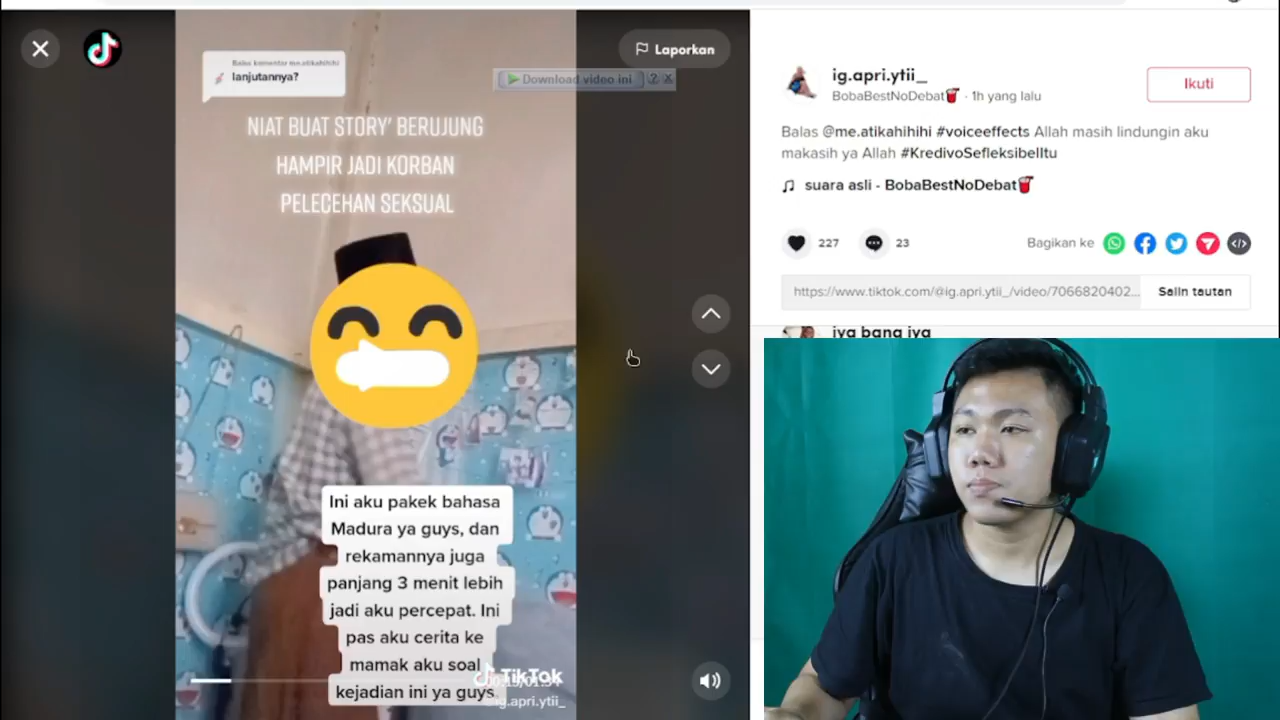 Laporkan
Balas komentar me.atikahihihi
lanjutannya?
Download video ini
NIAT BUAT STORY' BERUJUNG
HAMPIR JADI KORBAN
PELECEHAN SEKSUAL
Ini aku pakek bahasa
Madura ya guys, dan
rekamannya juga
panjang 3 menit lebih
jadi aku percepat. Ini
pas aku cerita ke
mamak aku soal
kejadian ini ya guys.
TikTok
@ig.apri.ytii_
ig.apri.ytii_
BobaBestNoDebat🥤 · 1h yang lalu
Ikuti
Balas @me.atikahihihi #voiceeffects Allah masih lindungin aku
makasih ya Allah #KredivoSefleksibelItu
suara asli - BobaBestNoDebat🥤
227
23
Bagikan ke
https://www.tiktok.com/@ig.apri.ytii_/video/7066820402...
Salin tautan
iya bang iya